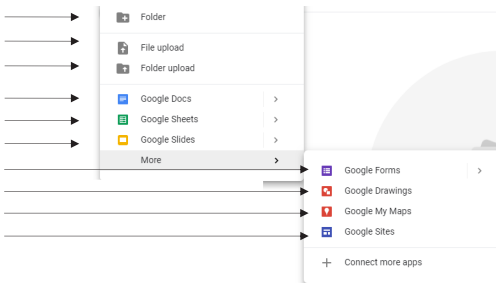 Folder
File upload
Folder upload
Google Docs
Google Sheets
Google Slides
More
Google Forms
Google Drawings
Google My Maps
Google Sites
Connect more apps